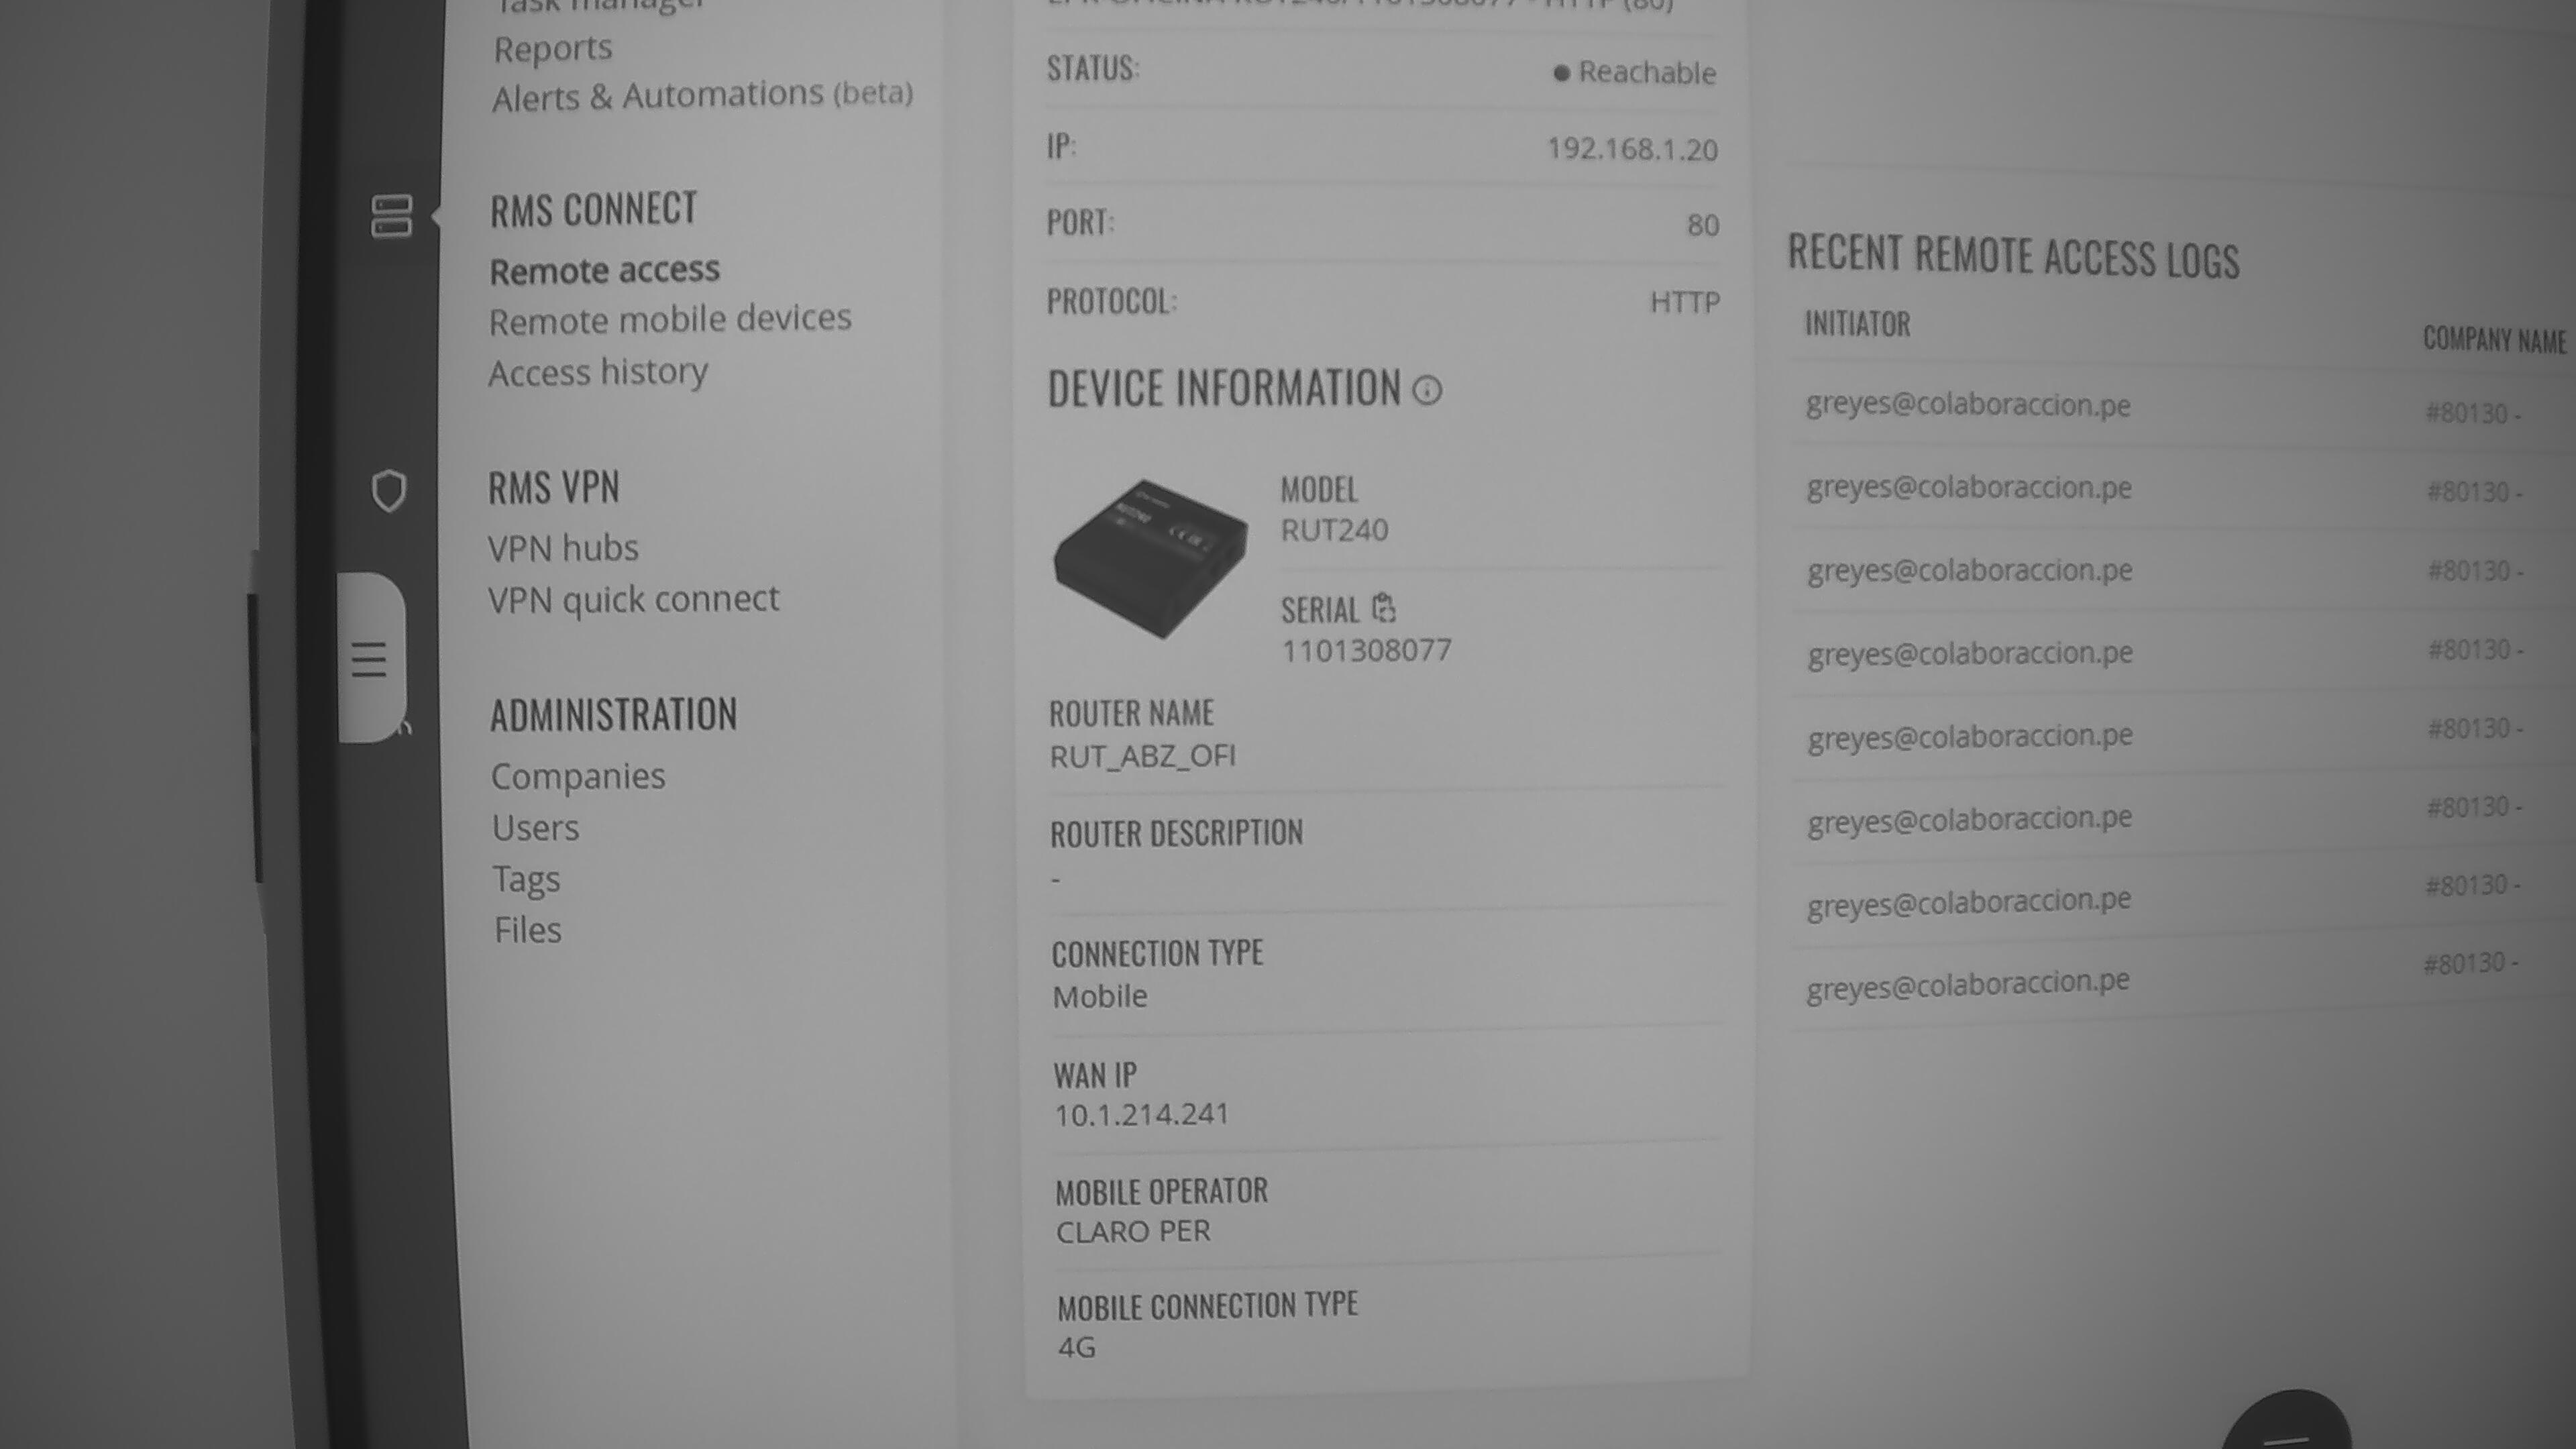 Task manager
Reports
Alerts & Automations (beta)
RMS CONNECT
Remote access
Remote mobile devices
Access history
RMS VPN
VPN hubs
VPN quick connect
ADMINISTRATION
Companies
Users
Tags
Files
STATUS: Reachable
IP: 192.168.1.20
PORT: 80
PROTOCOL: HTTP
DEVICE INFORMATION
MODEL
RUT240
SERIAL
1101308077
ROUTER NAME
RUT_ABZ_OFI
ROUTER DESCRIPTION
-
CONNECTION TYPE
Mobile
WAN IP
10.1.214.241
MOBILE OPERATOR
CLARO PER
MOBILE CONNECTION TYPE
4G
RECENT REMOTE ACCESS LOGS
INITIATOR COMPANY NAME
greyes@colaboraccion.pe #80130 -
greyes@colaboraccion.pe #80130 -
greyes@colaboraccion.pe #80130 -
greyes@colaboraccion.pe #80130 -
greyes@colaboraccion.pe #80130 -
greyes@colaboraccion.pe #80130 -
greyes@colaboraccion.pe #80130 -
greyes@colaboraccion.pe #80130 -